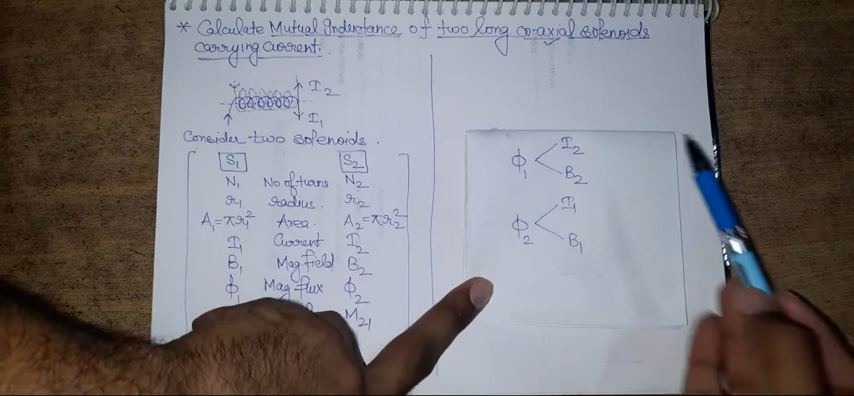 * Calculate Mutual Inductance of two long co-axial solenoids
carrying current.
I₂
I₁
Consider two solenoids.
S₁ S₂
N₁ No of turns N₂
r₁ radius. r₂
A₁=πr₁² Area. A₂=πr₂²
I₁ Current I₂
B₁ Mag field B₂
ϕ₁ Mag flux ϕ₂
M₂₁
ϕ₁ I₂
B₂
ϕ₂ I₁
B₁